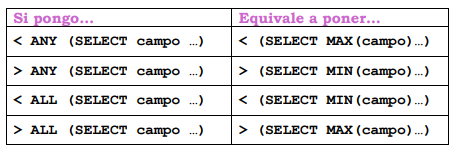 Si pongo… Equivale a poner…
< ANY (SELECT campo …) < (SELECT MAX(campo)…)
> ANY (SELECT campo …) > (SELECT MIN(campo)…)
< ALL (SELECT campo …) < (SELECT MIN(campo)…)
> ALL (SELECT campo …) > (SELECT MAX(campo)…)